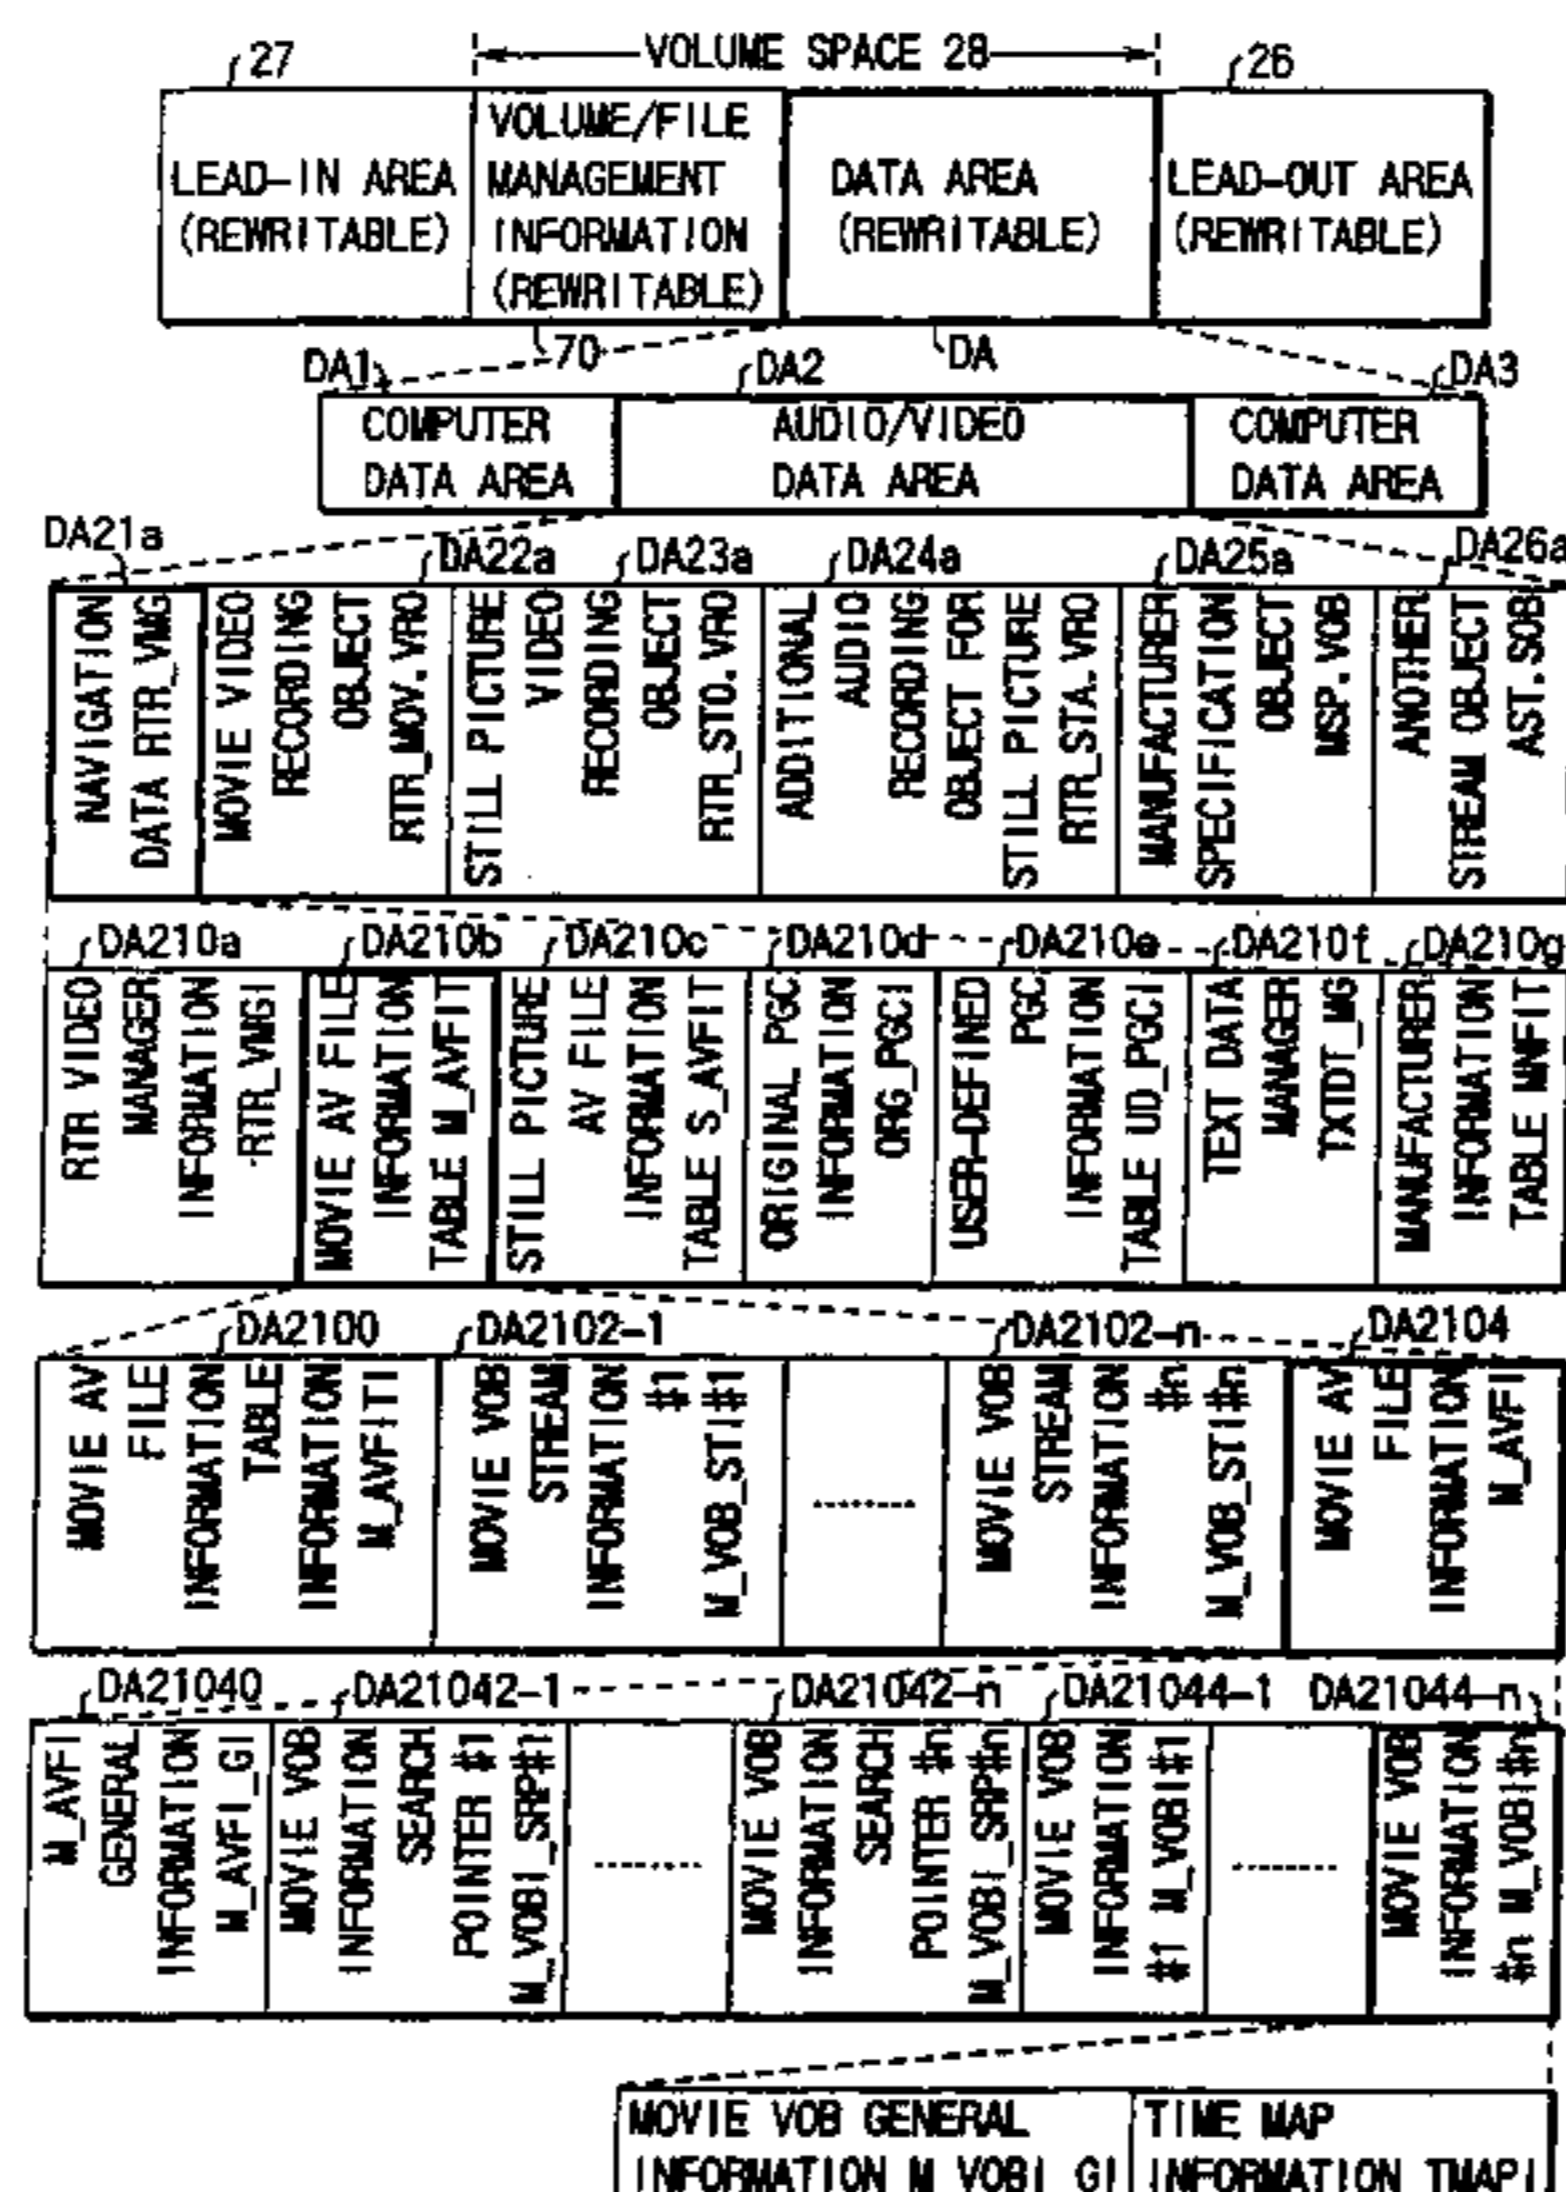 VOLUME SPACE 28
27
26
LEAD-IN AREA
(REWRITABLE)
VOLUME/FILE
MANAGEMENT
INFORMATION
(REWRITABLE)
DATA AREA
(REWRITABLE)
LEAD-OUT AREA
(REWRITABLE)
70
DA
DA1
DA2
DA3
COMPUTER
DATA AREA
AUDIO/VIDEO
DATA AREA
COMPUTER
DATA AREA
DA21a
DA22a
DA23a
DA24a
DA25a
DA26a
NAVIGATION
DATA RTR_VMG
MOVIE VIDEO
RECORDING
OBJECT
RTR_MOV.VRO
STILL PICTURE
VIDEO
RECORDING
OBJECT
RTR_STO.VRO
ADDITIONAL
AUDIO
RECORDING
OBJECT FOR
STILL PICTURE
RTR_STA.VRO
MANUFACTURER
SPECIFICATION
OBJECT
MSP.VOB
ANOTHER
STREAM OBJECT
AST.SOB
DA210a
DA210b
DA210c
DA210d
DA210e
DA210f
DA210g
RTR VIDEO
MANAGER
INFORMATION
RTR_VMGI
MOVIE AV FILE
INFORMATION
TABLE M_AVFIT
STILL PICTURE
AV FILE
INFORMATION
TABLE S_AVFIT
ORIGINAL PGC
INFORMATION
ORG_PGCI
USER-DEFINED
PGC
INFORMATION
TABLE UD_PGCI
TEXT DATA
MANAGER
TXTDT_MG
MANUFACTURER
INFORMATION
TABLE MNFIT
DA2100
DA2102-1
DA2102-n
DA2104
MOVIE AV
FILE
INFORMATION
TABLE
INFORMATION
M_AVFITI
MOVIE VOB
STREAM
INFORMATION
#1
M_VOB_STI#1
.........
MOVIE VOB
STREAM
INFORMATION
#n
M_VOB_STI#n
MOVIE AV
FILE
INFORMATION
M_AVFI
DA21040
DA21042-1
DA21042-n
DA21044-1
DA21044-n
M_AVFI
GENERAL
INFORMATION
M_AVFI_GI
MOVIE VOB
INFORMATION
SEARCH
POINTER #1
M_VOBI_SRP#1
.........
MOVIE VOB
INFORMATION
SEARCH
POINTER #n
M_VOBI_SRP#n
MOVIE VOB
INFORMATION
#1 M_VOBI#1
.........
MOVIE VOB
INFORMATION
#n M_VOBI#n
MOVIE VOB GENERAL
INFORMATION M_VOBI_GI
TIME MAP
INFORMATION TMAPI